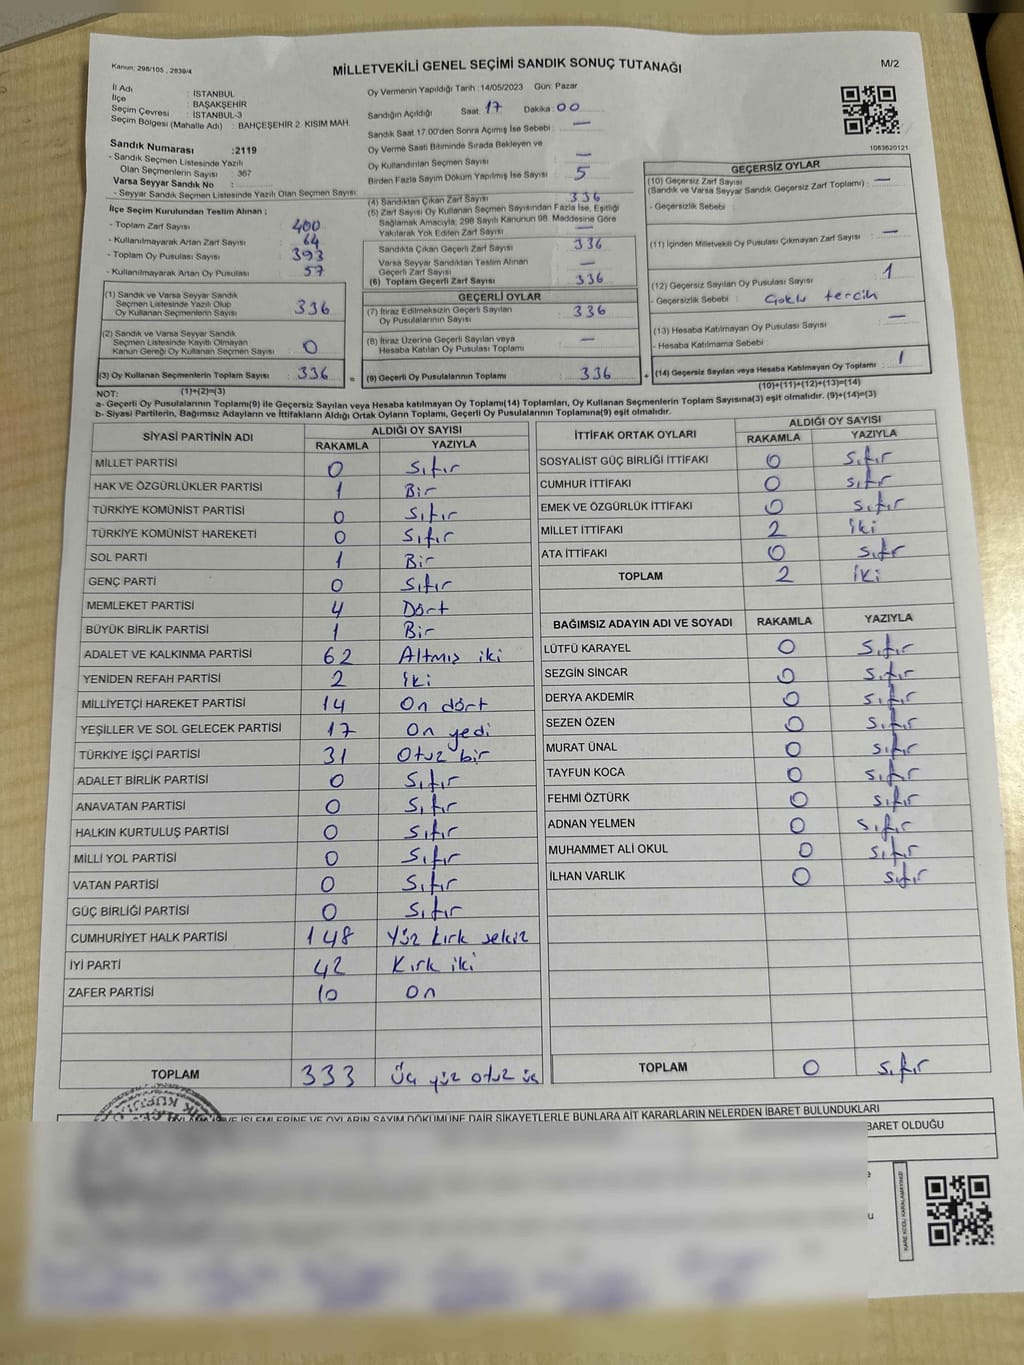 Kanun: 298/105 , 2839/4
MİLLETVEKİLİ GENEL SEÇİMİ SANDIK SONUÇ TUTANAĞI
M/2
İl Adı : İSTANBUL
İlçe : BAŞAKŞEHİR
Seçim Çevresi : İSTANBUL-3
Seçim Bölgesi (Mahalle Adı) : BAHÇEŞEHİR 2. KISIM MAH.
Sandık Numarası :2119
- Sandık Seçmen Listesinde Yazılı
Olan Seçmenlerin Sayısı : 367
Varsa Seyyar Sandık No :
- Seyyar Sandık Seçmen Listesinde Yazılı Olan Seçmen Sayısı:
Oy Vermenin Yapıldığı Tarih :14/05/2023 Gün: Pazar
Sandığın Açıldığı Saat: 17 Dakika: 00
Sandık Saat 17.00'den Sonra Açmış İse Sebebi : —
Oy Verme Saati Bitiminde Sırada Bekleyen ve
Oy Kullandırılan Seçmen Sayısı —
Birden Fazla Sayım Döküm Yapılmış İse Sayısı : 5
1083620121
İlçe Seçim Kurulundan Teslim Alınan ;
- Toplam Zarf Sayısı : 400
- Kullanılmayarak Artan Zarf Sayısı : 64
- Toplam Oy Pusulası Sayısı : 393
- Kullanılmayarak Artan Oy Pusulası : 57
(1) Sandık ve Varsa Seyyar Sandık
Seçmen Listesinde Yazılı Olup
Oy Kullanan Seçmenlerin Sayısı : 336
(2) Sandık ve Varsa Seyyar Sandık
Seçmen Listesinde Kayıtlı Olmayan
Kanun Gereği Oy Kullanan Seçmen Sayısı : 0
(3) Oy Kullanan Seçmenlerin Toplam Sayısı : 336
(1)+(2)=(3)
(4) Sandıktan Çıkan Zarf Sayısı : 336
(5) Zarf Sayısı Oy Kullanan Seçmen Sayısından Fazla İse, Eşitliği
Sağlamak Amacıyla, 298 Sayılı Kanunun 98. Maddesine Göre
Yakılarak Yok Edilen Zarf Sayısı : —
Sandıkta Çıkan Geçerli Zarf Sayısı : 336
Varsa Seyyar Sandıktan Teslim Alınan
Geçerli Zarf Sayısı : —
(6) Toplam Geçerli Zarf Sayısı : 336
GEÇERLİ OYLAR
(7) İtiraz Edilmeksizin Geçerli Sayılan
Oy Pusulalarının Sayısı : 336
(8) İtiraz Üzerine Geçerli Sayılan veya
Hesaba Katılan Oy Pusulası Toplamı : —
= (9) Geçerli Oy Pusulalarının Toplamı : 336
GEÇERSİZ OYLAR
(10) Geçersiz Zarf Sayısı : —
(Sandık ve Varsa Seyyar Sandık Geçersiz Zarf Toplamı)
- Geçersizlik Sebebi :
(11) İçinden Milletvekili Oy Pusulası Çıkmayan Zarf Sayısı : —
(12) Geçersiz Sayılan Oy Pusulası Sayısı : 1
- Geçersizlik Sebebi : Çoklu tercih
(13) Hesaba Katılmayan Oy Pusulası Sayısı : —
- Hesaba Katılmama Sebebi :
+ (14) Geçersiz Sayılan veya Hesaba Katılmayan Oy Toplamı : 1
(10)+(11)+(12)+(13)=(14)
NOT:
a- Geçerli Oy Pusulalarının Toplamı(9) ile Geçersiz Sayılan veya Hesaba katılmayan Oy Toplamı(14) Toplamları, Oy Kullanan Seçmenlerin Toplam Sayısına(3) eşit olmalıdır. (9)+(14)=(3)
b- Siyasi Partilerin, Bağımsız Adayların ve İttifakların Aldığı Ortak Oyların Toplamı, Geçerli Oy Pusulalarının Toplamına(9) eşit olmalıdır.
SİYASİ PARTİNİN ADI ALDIĞI OY SAYISI
RAKAMLA YAZIYLA
MİLLET PARTİSİ 0 Sıfır
HAK VE ÖZGÜRLÜKLER PARTİSİ 1 Bir
TÜRKİYE KOMÜNİST PARTİSİ 0 Sıfır
TÜRKİYE KOMÜNİST HAREKETİ 0 Sıfır
SOL PARTİ 1 Bir
GENÇ PARTİ 0 Sıfır
MEMLEKET PARTİSİ 4 Dört
BÜYÜK BİRLİK PARTİSİ 1 Bir
ADALET VE KALKINMA PARTİSİ 62 Altmış iki
YENİDEN REFAH PARTİSİ 2 iki
MİLLİYETÇİ HAREKET PARTİSİ 14 On dört
YEŞİLLER VE SOL GELECEK PARTİSİ 17 On yedi
TÜRKİYE İŞÇİ PARTİSİ 31 Otuz bir
ADALET BİRLİK PARTİSİ 0 Sıfır
ANAVATAN PARTİSİ 0 Sıfır
HALKIN KURTULUŞ PARTİSİ 0 Sıfır
MİLLİ YOL PARTİSİ 0 Sıfır
VATAN PARTİSİ 0 Sıfır
GÜÇ BİRLİĞİ PARTİSİ 0 Sıfır
CUMHURİYET HALK PARTİSİ 148 Yüz kırk sekiz
İYİ PARTİ 42 Kırk iki
ZAFER PARTİSİ 10 On
TOPLAM 333 Üç yüz otuz üç
İTTİFAK ORTAK OYLARI ALDIĞI OY SAYISI
RAKAMLA YAZIYLA
SOSYALİST GÜÇ BİRLİĞİ İTTİFAKI 0 Sıfır
CUMHUR İTTİFAKI 0 Sıfır
EMEK VE ÖZGÜRLÜK İTTİFAKI 0 Sıfır
MİLLET İTTİFAKI 2 iki
ATA İTTİFAKI 0 Sıfır
TOPLAM 2 İki
BAĞIMSIZ ADAYIN ADI VE SOYADI RAKAMLA YAZIYLA
LÜTFÜ KARAYEL 0 Sıfır
SEZGİN SİNCAR 0 Sıfır
DERYA AKDEMİR 0 Sıfır
SEZEN ÖZEN 0 Sıfır
MURAT ÜNAL 0 Sıfır
TAYFUN KOCA 0 Sıfır
FEHMİ ÖZTÜRK 0 Sıfır
ADNAN YELMEN 0 Sıfır
MUHAMMET ALİ OKUL 0 Sıfır
İLHAN VARLIK 0 Sıfır
TOPLAM 0 Sıfır
VE İŞLEMLERİNE VE OYLARIN SAYIM DÖKÜMÜNE DAİR ŞİKAYETLERLE BUNLARA AİT KARARLARIN NELERDEN İBARET BULUNDUKLARI
BARET OLDUĞU
KARE KODU KARALAMAYINIZ!